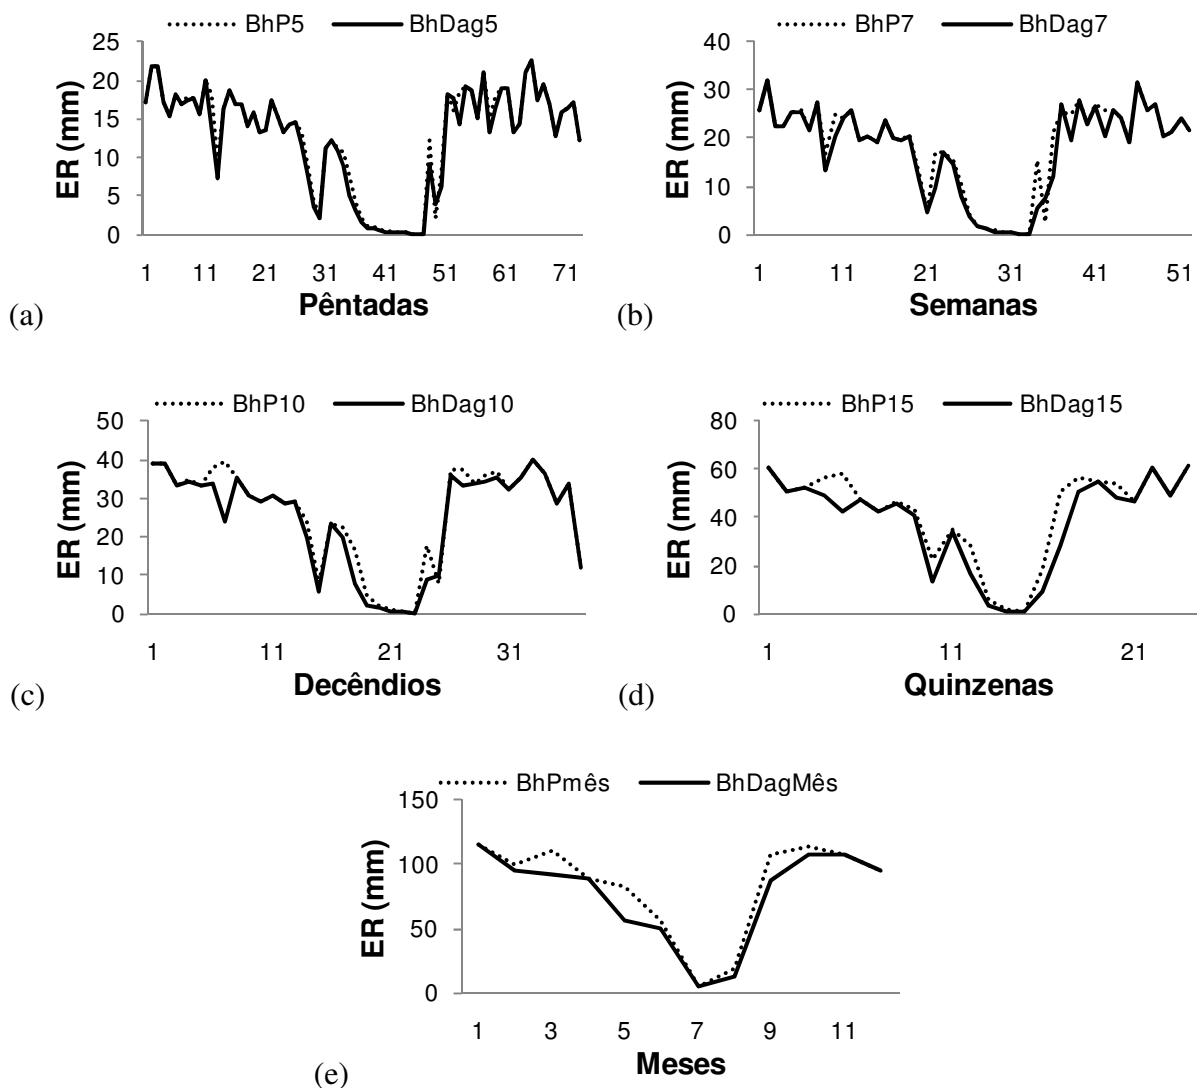 BhP5 BhDag5
25
20
15
10
5
0
ER (mm)
1 11 21 31 41 51 61 71
Pêntadas
(a)
BhP7 BhDag7
40
30
20
10
0
ER (mm)
1 11 21 31 41 51
Semanas
(b)
BhP10 BhDag10
50
40
30
20
10
0
ER (mm)
1 11 21 31
Decêndios
(c)
BhP15 BhDag15
80
60
40
20
0
ER (mm)
1 11 21
Quinzenas
(d)
BhPmês BhDagMês
150
100
50
0
ER (mm)
1 3 5 7 9 11
Meses
(e)